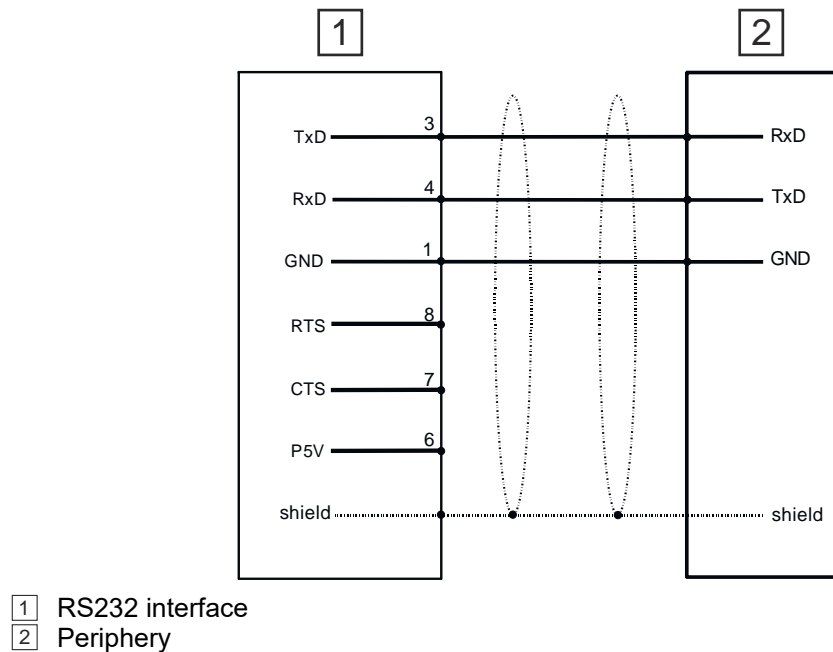 1 2
TxD 3 RxD
RxD 4 TxD
GND 1 GND
RTS 8
CTS 7
P5V 6
shield shield
1 RS232 interface
2 Periphery